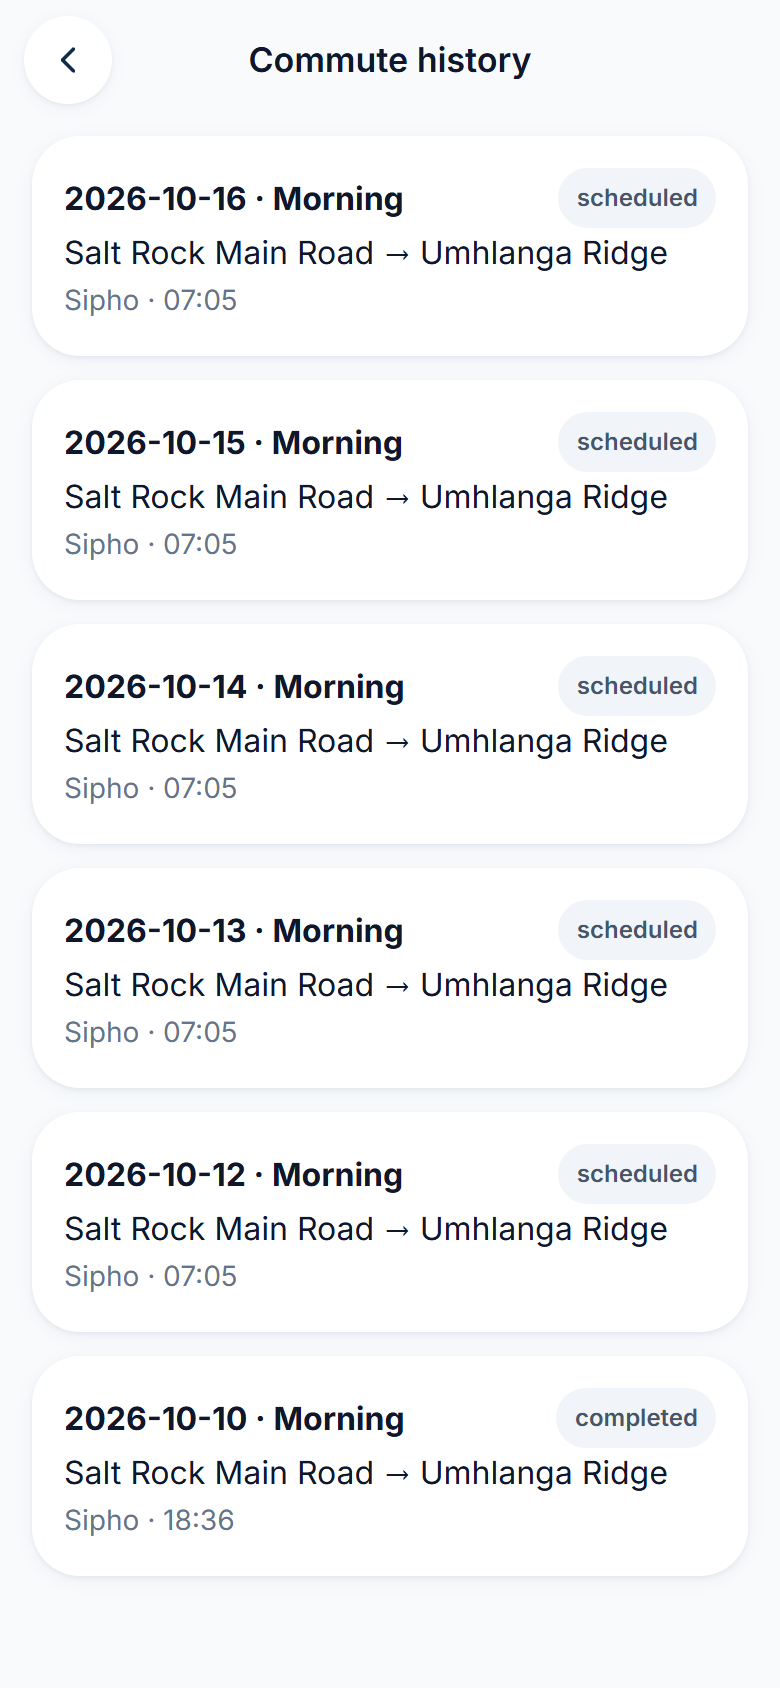 Commute history
2026-10-16 · Morning
scheduled
Salt Rock Main Road → Umhlanga Ridge
Sipho · 07:05
2026-10-15 · Morning
scheduled
Salt Rock Main Road → Umhlanga Ridge
Sipho · 07:05
2026-10-14 · Morning
scheduled
Salt Rock Main Road → Umhlanga Ridge
Sipho · 07:05
2026-10-13 · Morning
scheduled
Salt Rock Main Road → Umhlanga Ridge
Sipho · 07:05
2026-10-12 · Morning
scheduled
Salt Rock Main Road → Umhlanga Ridge
Sipho · 07:05
2026-10-10 · Morning
completed
Salt Rock Main Road → Umhlanga Ridge
Sipho · 18:36